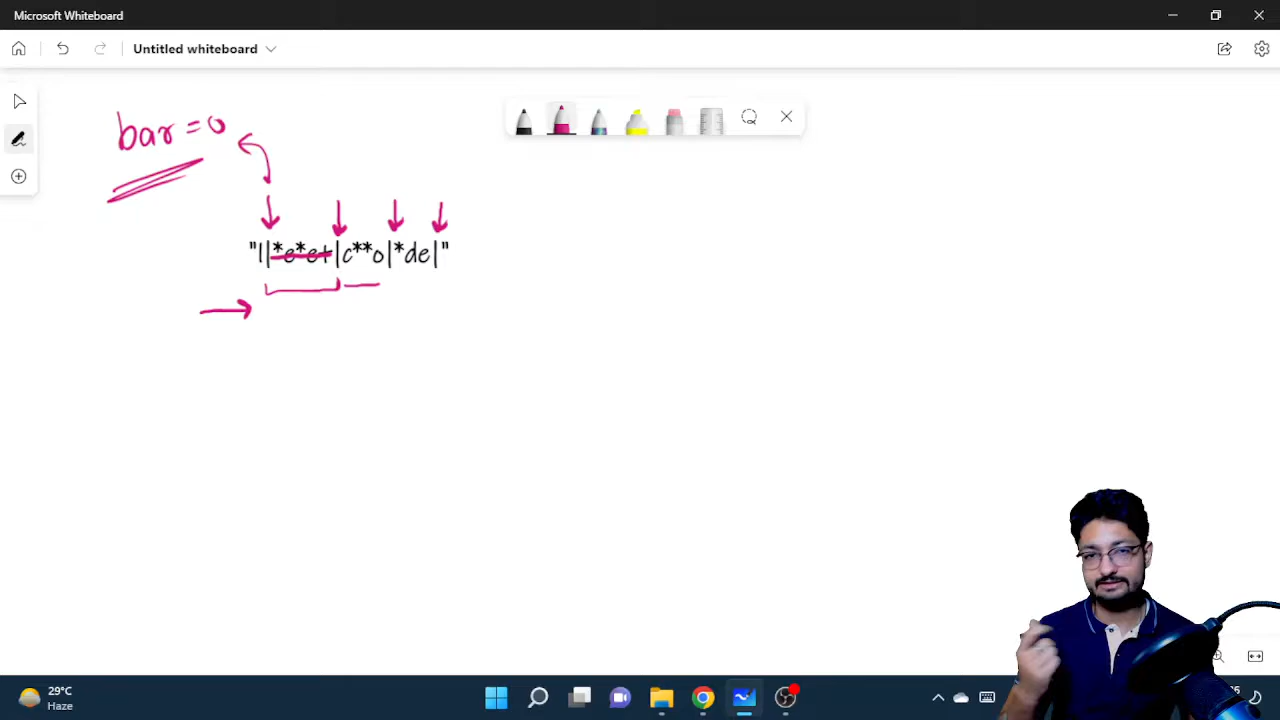 Microsoft Whiteboard
Untitled whiteboard
bar = 0
"l|*e*et|c**o|*de|"
29°C
Haze